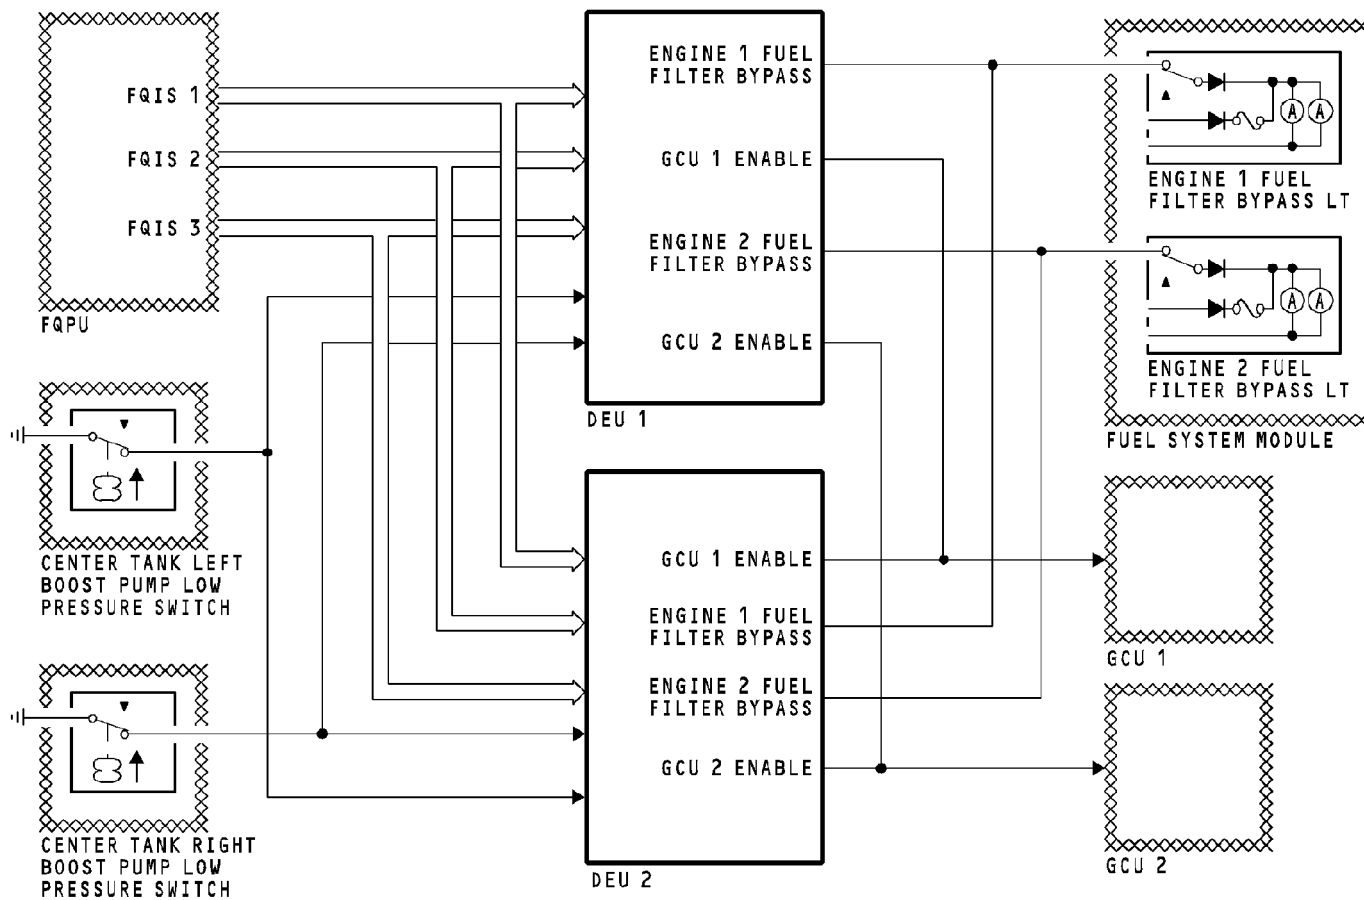 FQIS 1
FQIS 2
FQIS 3
FQPU
CENTER TANK LEFT
BOOST PUMP LOW
PRESSURE SWITCH
CENTER TANK RIGHT
BOOST PUMP LOW
PRESSURE SWITCH
ENGINE 1 FUEL
FILTER BYPASS
GCU 1 ENABLE
ENGINE 2 FUEL
FILTER BYPASS
GCU 2 ENABLE
DEU 1
GCU 1 ENABLE
ENGINE 1 FUEL
FILTER BYPASS
ENGINE 2 FUEL
FILTER BYPASS
GCU 2 ENABLE
DEU 2
A A
ENGINE 1 FUEL
FILTER BYPASS LT
A A
ENGINE 2 FUEL
FILTER BYPASS LT
FUEL SYSTEM MODULE
GCU 1
GCU 2